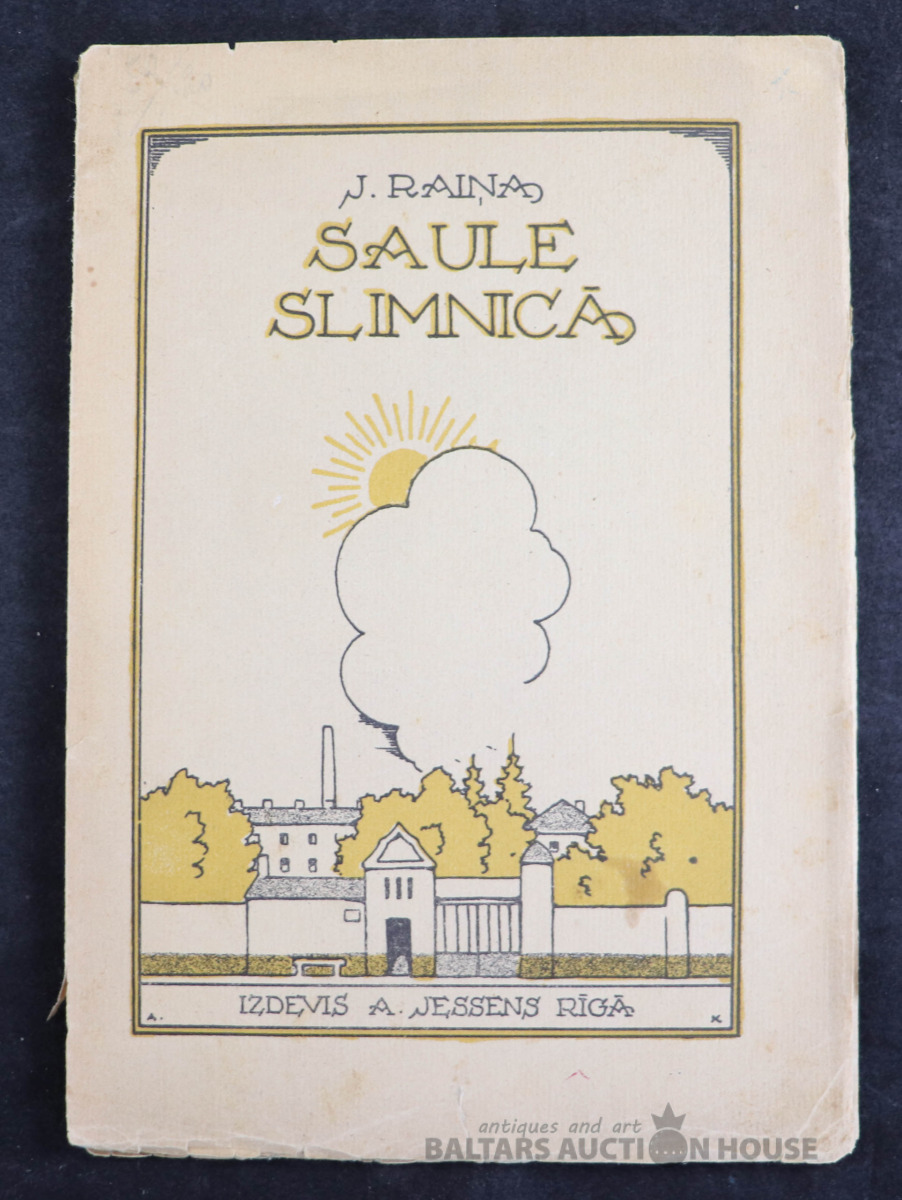 J. RAIŅA
SAULE
SLIMNICĀ
IZDEVIS A. JESSENS RĪGĀ
A.
K
antiques and art
BALTARS AUCTION HOUSE